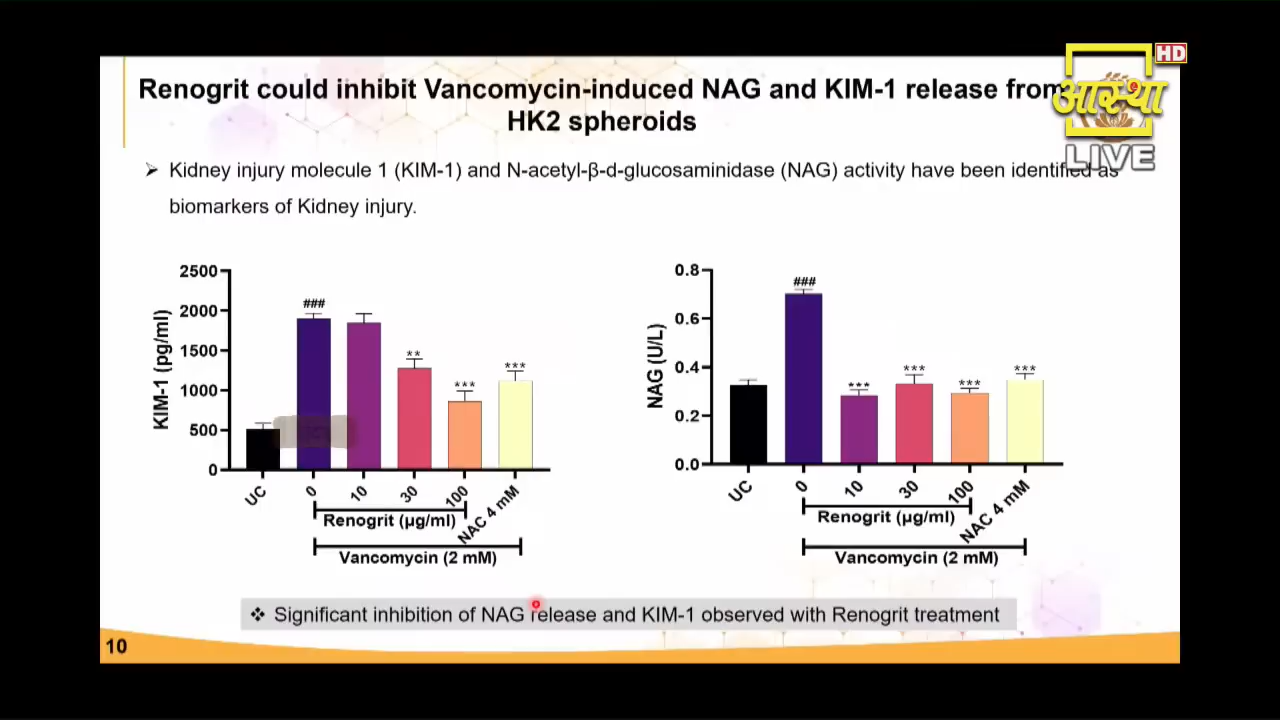 HD
आस्था
LIVE
Renogrit could inhibit Vancomycin-induced NAG and KIM-1 release from
HK2 spheroids
➢ Kidney injury molecule 1 (KIM-1) and N-acetyl-β-d-glucosaminidase (NAG) activity have been identified as
biomarkers of Kidney injury.
KIM-1 (pg/ml)
2500
2000
1500
1000
500
0
###
**
***
***
UC
0
10
30
100
NAC 4 mM
Renogrit (µg/ml)
Vancomycin (2 mM)
NAG (U/L)
0.8
0.6
0.4
0.2
0.0
###
***
***
***
***
UC
0
10
30
100
NAC 4 mM
Renogrit (µg/ml)
Vancomycin (2 mM)
❖ Significant inhibition of NAG release and KIM-1 observed with Renogrit treatment
10